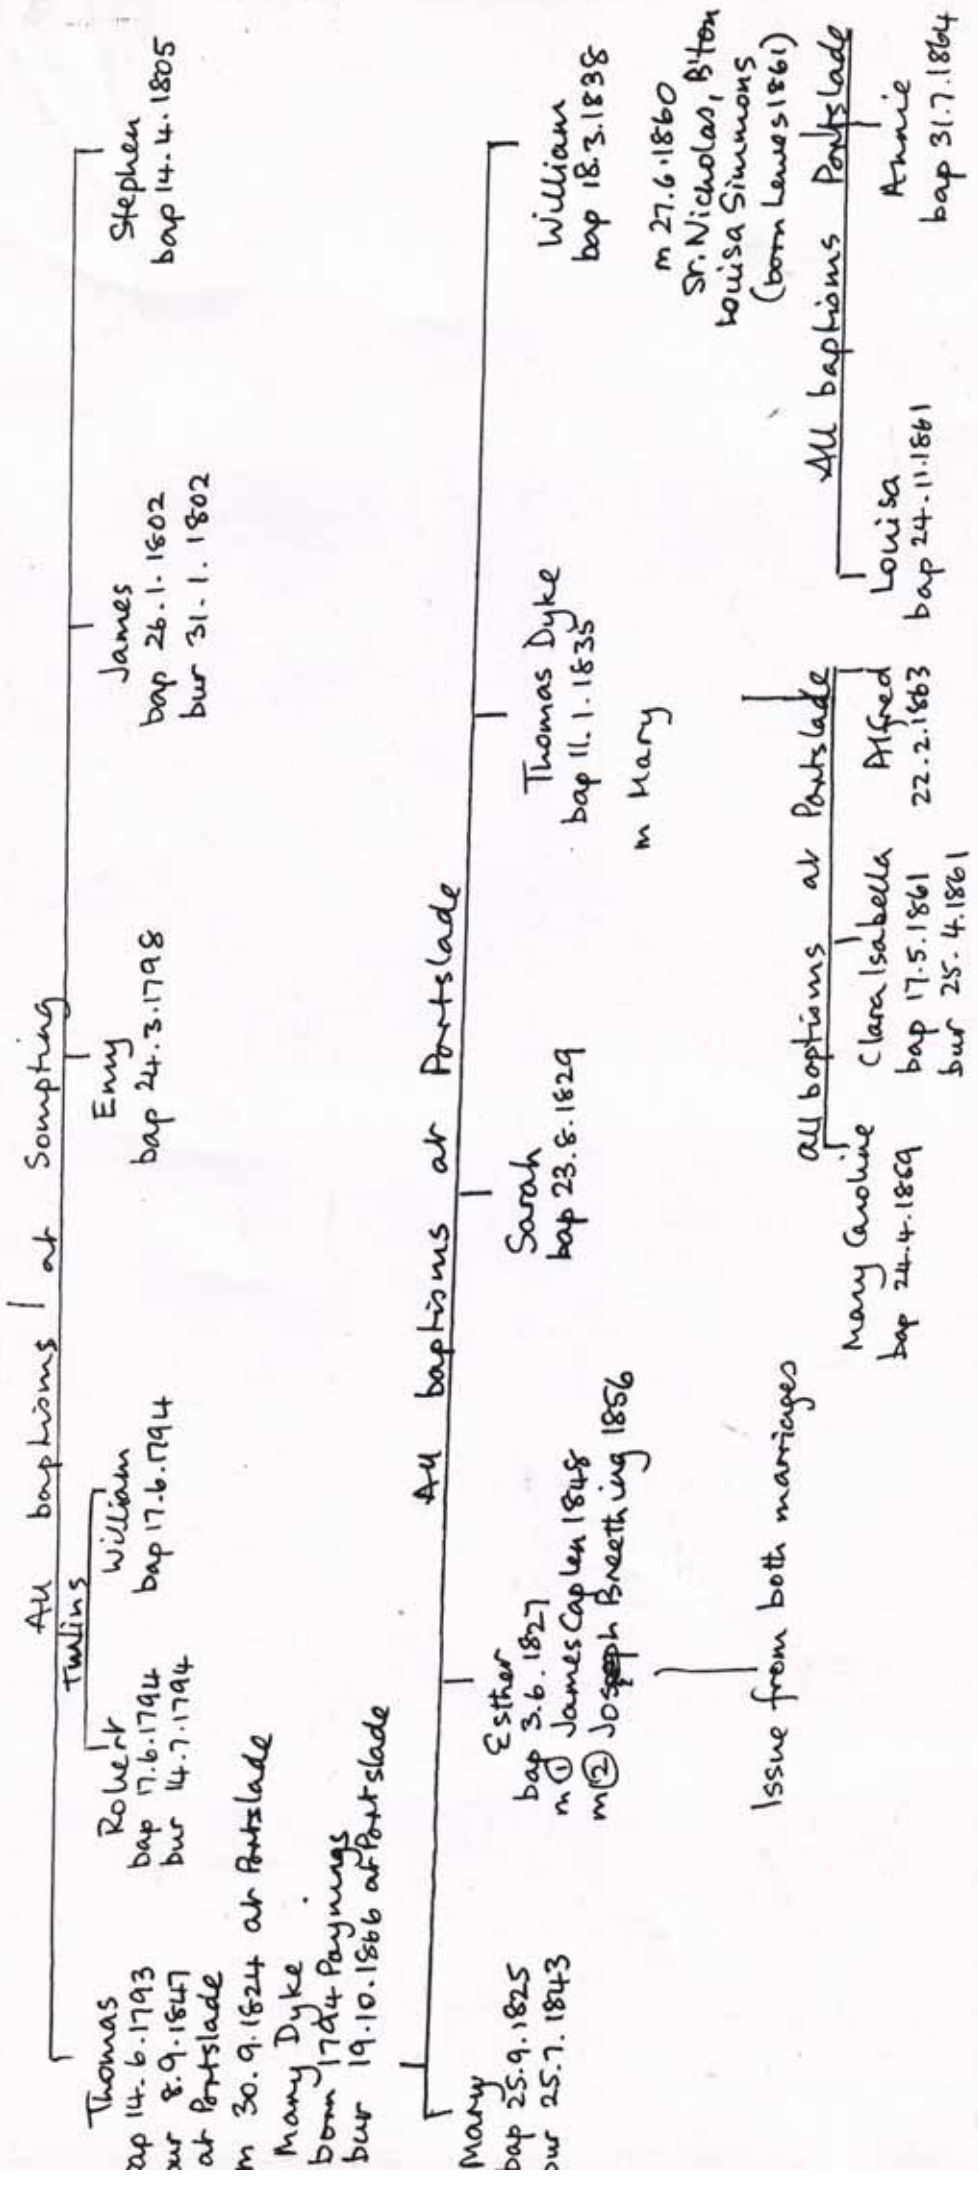 All baptisms at Sompting
Twins
Thomas
bap 14.6.1793
bur 8.9.1847
at Portslade
m 30.9.1824 at Portslade
Mary Dyke
born 1794 Poynings
bur 19.10.1866 at Portslade
Robert
bap 17.6.1794
bur 14.7.1794
William
bap 17.6.1794
Emy
bap 24.3.1798
James
bap 26.1.1802
bur 31.1.1802
Stephen
bap 14.4.1805
All baptisms at Portslade
Mary
bap 25.9.1825
bur 25.7.1843
Esther
bap 3.6.1827
m ① James Caplen 1848
m ② Joseph Breething 1856
Issue from both marriages
Sarah
bap 23.8.1829
Thomas Dyke
bap 11.1.1835
m Mary
William
bap 18.3.1838
m 27.6.1860
St. Nicholas, B'ton
Louisa Simmons
(born Lewes 1861)
all baptisms at Portslade
Mary Caroline
bap 24.4.1859
Clara Isabella
bap 17.5.1861
bur 25.4.1861
Alfred
22.2.1863
All baptisms Portslade
Louisa
bap 24.11.1861
Annie
bap 31.7.1864